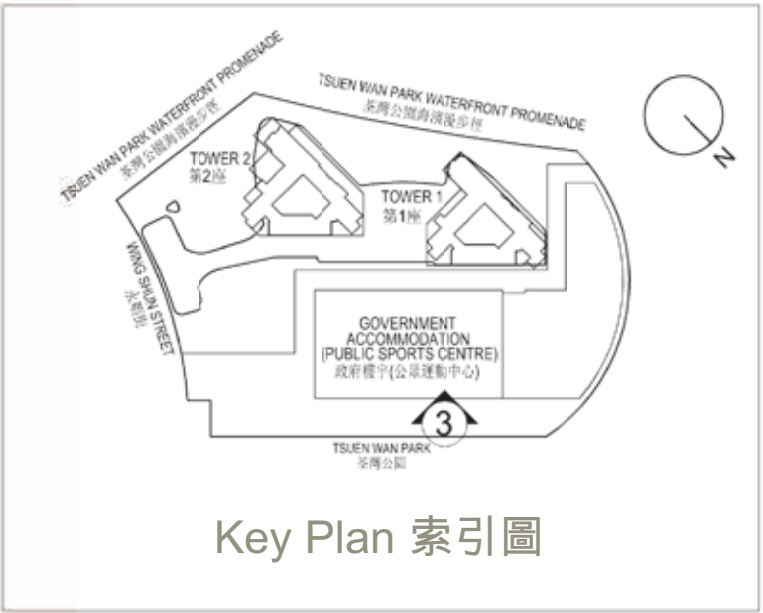 TSUEN WAN PARK WATERFRONT PROMENADE
荃灣公園海濱漫步徑
TSUEN WAN PARK WATERFRONT PROMENADE
荃灣公園海濱漫步徑
N
TOWER 2
第2座
TOWER 1
第1座
WING SHUN STREET
永順街
GOVERNMENT
ACCOMMODATION
(PUBLIC SPORTS CENTRE)
政府樓宇(公眾運動中心)
3
TSUEN WAN PARK
荃灣公園
Key Plan 索引圖